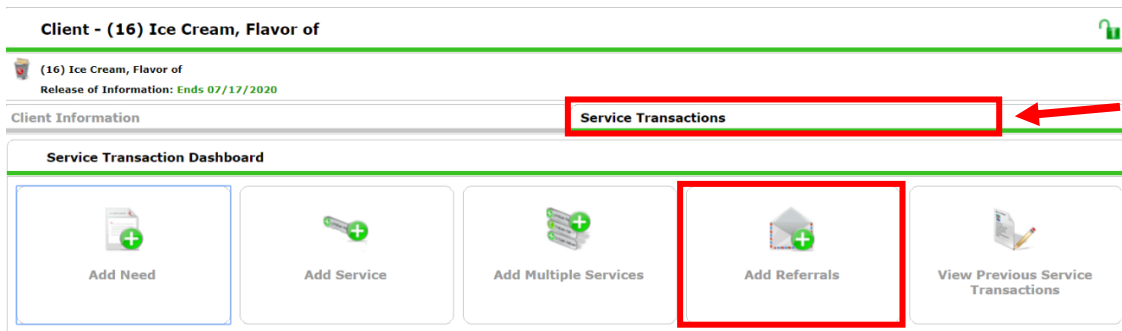 Client - (16) Ice Cream, Flavor of
(16) Ice Cream, Flavor of
Release of Information: Ends 07/17/2020
Client Information
Service Transactions
Service Transaction Dashboard
Add Need
Add Service
Add Multiple Services
Add Referrals
View Previous Service
Transactions